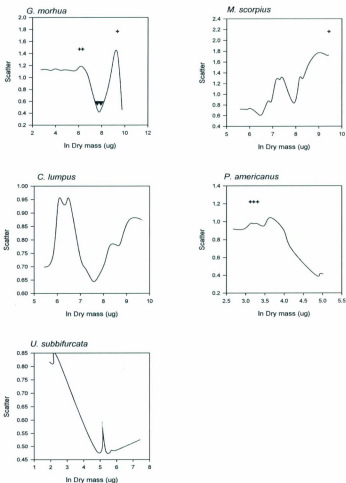 G. morhua
2.0
1.8
1.6
1.4
1.2
1.0
0.8
0.6
0.4
0.2
Scatter
++
+
2 4 6 8 10 12
ln Dry mass (ug)
M. scorpius
2.4
2.2
2.0
1.8
1.6
1.4
1.2
1.0
0.8
0.6
0.4
Scatter
+
5 6 7 8 9 10
ln Dry mass (ug)
C. lumpus
1.00
0.95
0.90
0.85
0.80
0.75
0.70
0.65
0.60
Scatter
5 6 7 8 9 10
ln Dry mass (ug)
P. americanus
1.4
1.2
1.0
0.8
0.6
0.4
0.2
Scatter
+++
2.5 3.0 3.5 4.0 4.5 5.0 5.5
ln Dry mass (ug)
U. subbifurcata
0.85
0.80
0.75
0.70
0.65
0.60
0.55
0.50
0.45
Scatter
1 2 3 4 5 6 7 8
ln Dry mass (ug)